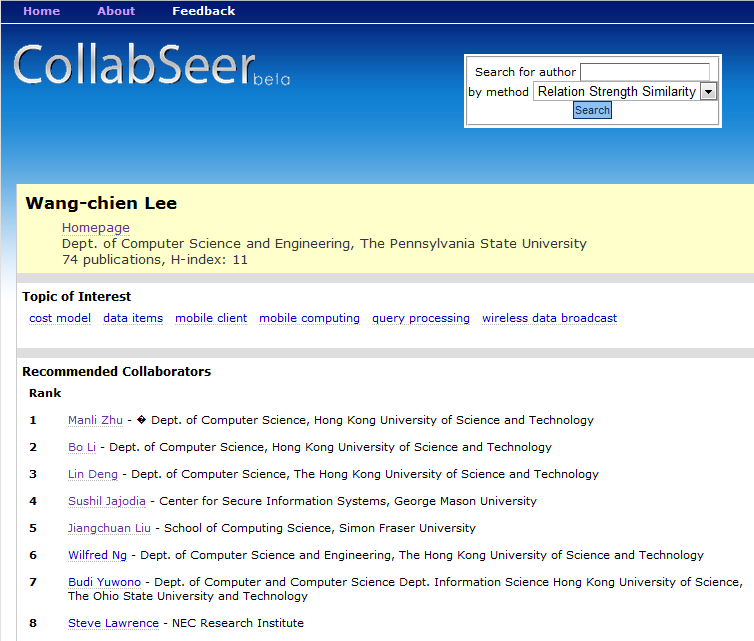 Home About Feedback
CollabSeer beta
Search for author
by method Relation Strength Similarity
Search
Wang-chien Lee
Homepage
Dept. of Computer Science and Engineering, The Pennsylvania State University
74 publications, H-index: 11
Topic of Interest
cost model data items mobile client mobile computing query processing wireless data broadcast
Recommended Collaborators
Rank
1 Manli Zhu - � Dept. of Computer Science, Hong Kong University of Science and Technology
2 Bo Li - Dept. of Computer Science, Hong Kong University of Science and Technology
3 Lin Deng - Dept. of Computer Science, The Hong Kong University of Science and Technology
4 Sushil Jajodia - Center for Secure Information Systems, George Mason University
5 Jiangchuan Liu - School of Computing Science, Simon Fraser University
6 Wilfred Ng - Dept. of Computer Science and Engineering, The Hong Kong University of Science and Technology
7 Budi Yuwono - Dept. of Computer and Computer Science Dept. Information Science Hong Kong University of Science,
The Ohio State University and Technology
8 Steve Lawrence - NEC Research Institute